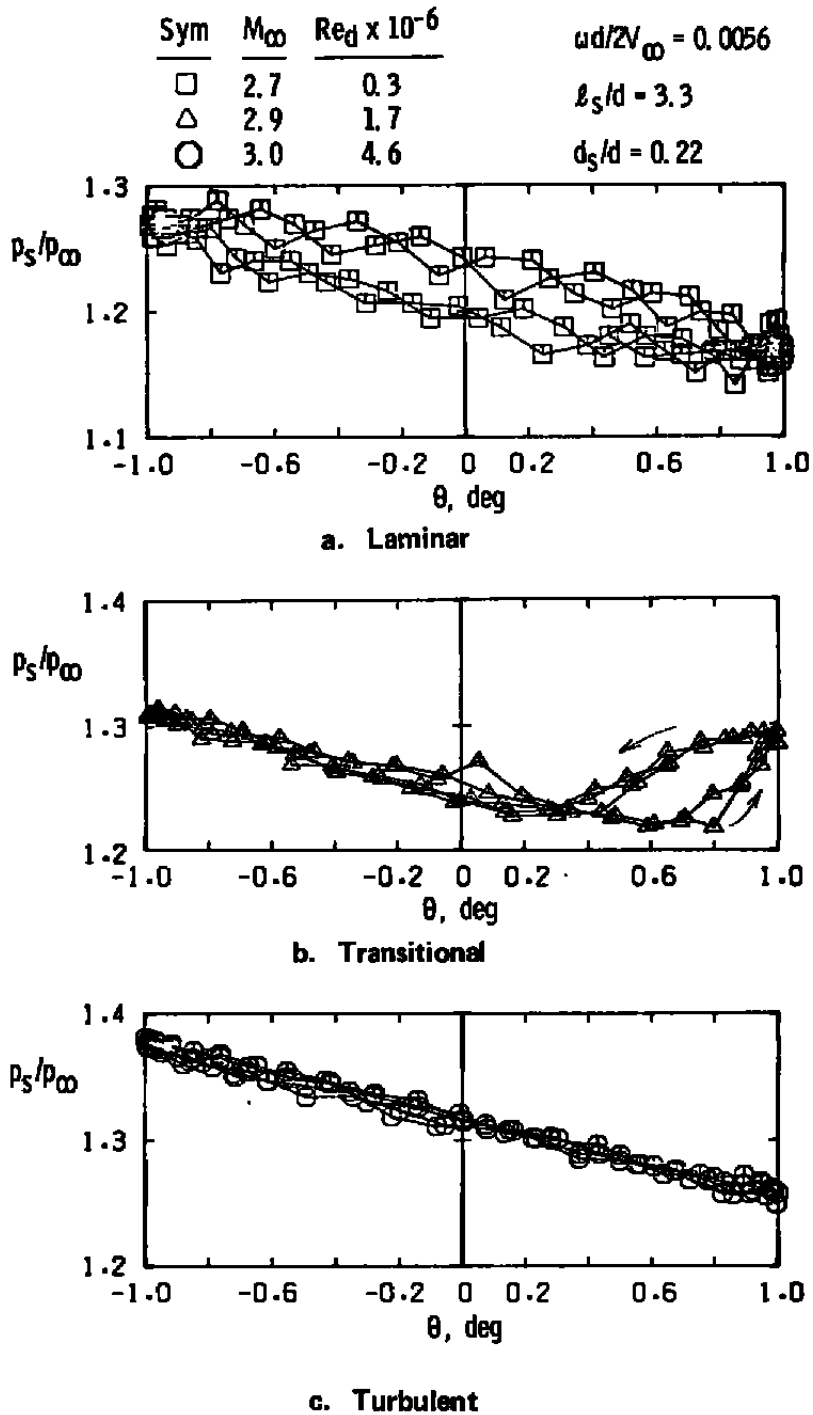 Sym M∞ Red x 10-6 ωd/2V∞ = 0.0056
□ 2.7 0.3 ℓs/d = 3.3
△ 2.9 1.7
○ 3.0 4.6 ds/d = 0.22
1.3
ps/p∞
1.2
1.1
-1.0 -0.6 -0.2 0 0.2 0.6 1.0
θ, deg
a. Laminar
1.4
ps/p∞
1.3
1.2
-1.0 -0.6 -0.2 0 0.2 0.6 1.0
θ, deg
b. Transitional
1.4
ps/p∞
1.3
1.2
-1.0 -0.6 -0.2 0 0.2 0.6 1.0
θ, deg
c. Turbulent